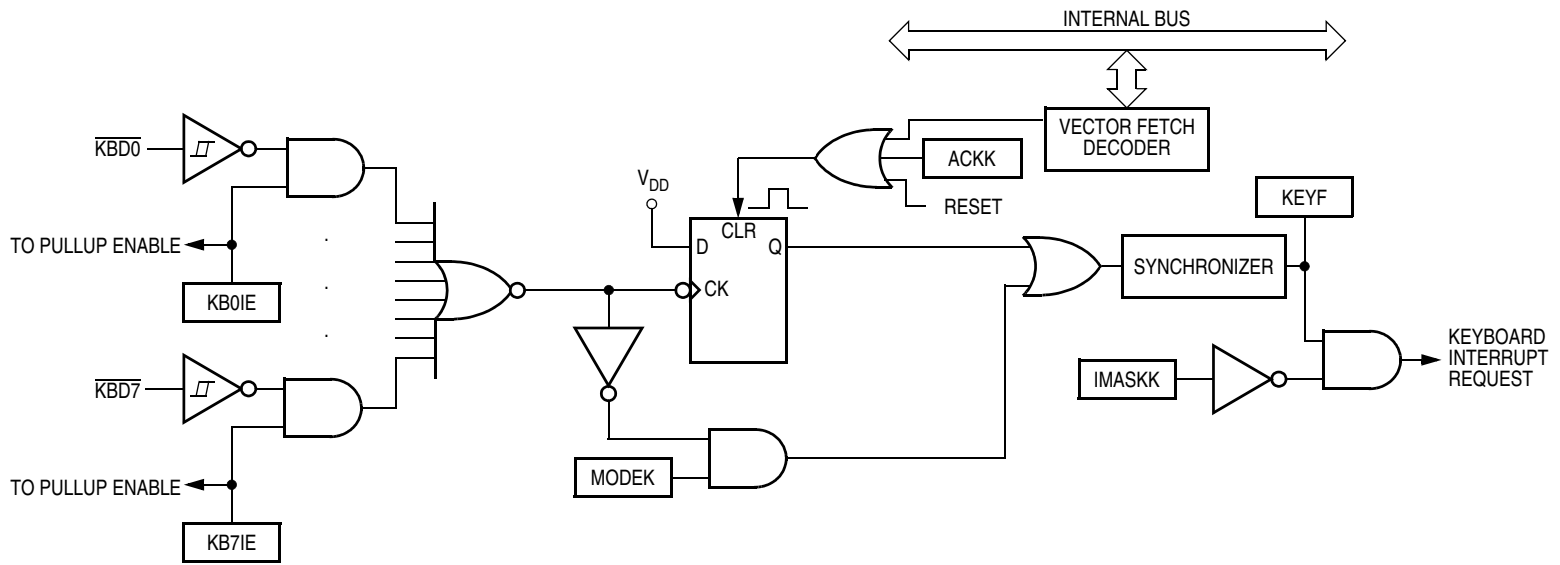 INTERNAL BUS
VECTOR FETCH
DECODER
ACKK
RESET
KBD0
TO PULLUP ENABLE
KB0IE
VDD
CLR
D
Q
CK
SYNCHRONIZER
KEYF
KBD7
TO PULLUP ENABLE
KB7IE
MODEK
IMASKK
KEYBOARD
INTERRUPT
REQUEST